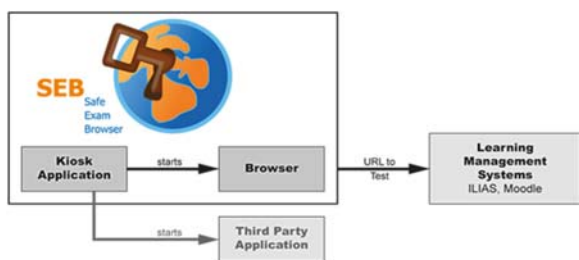 SEB
Safe
Exam
Browser
Kiosk
Application
starts
Browser
URL to
Test
Learning
Management
Systems
ILIAS, Moodle
starts
Third Party
Application